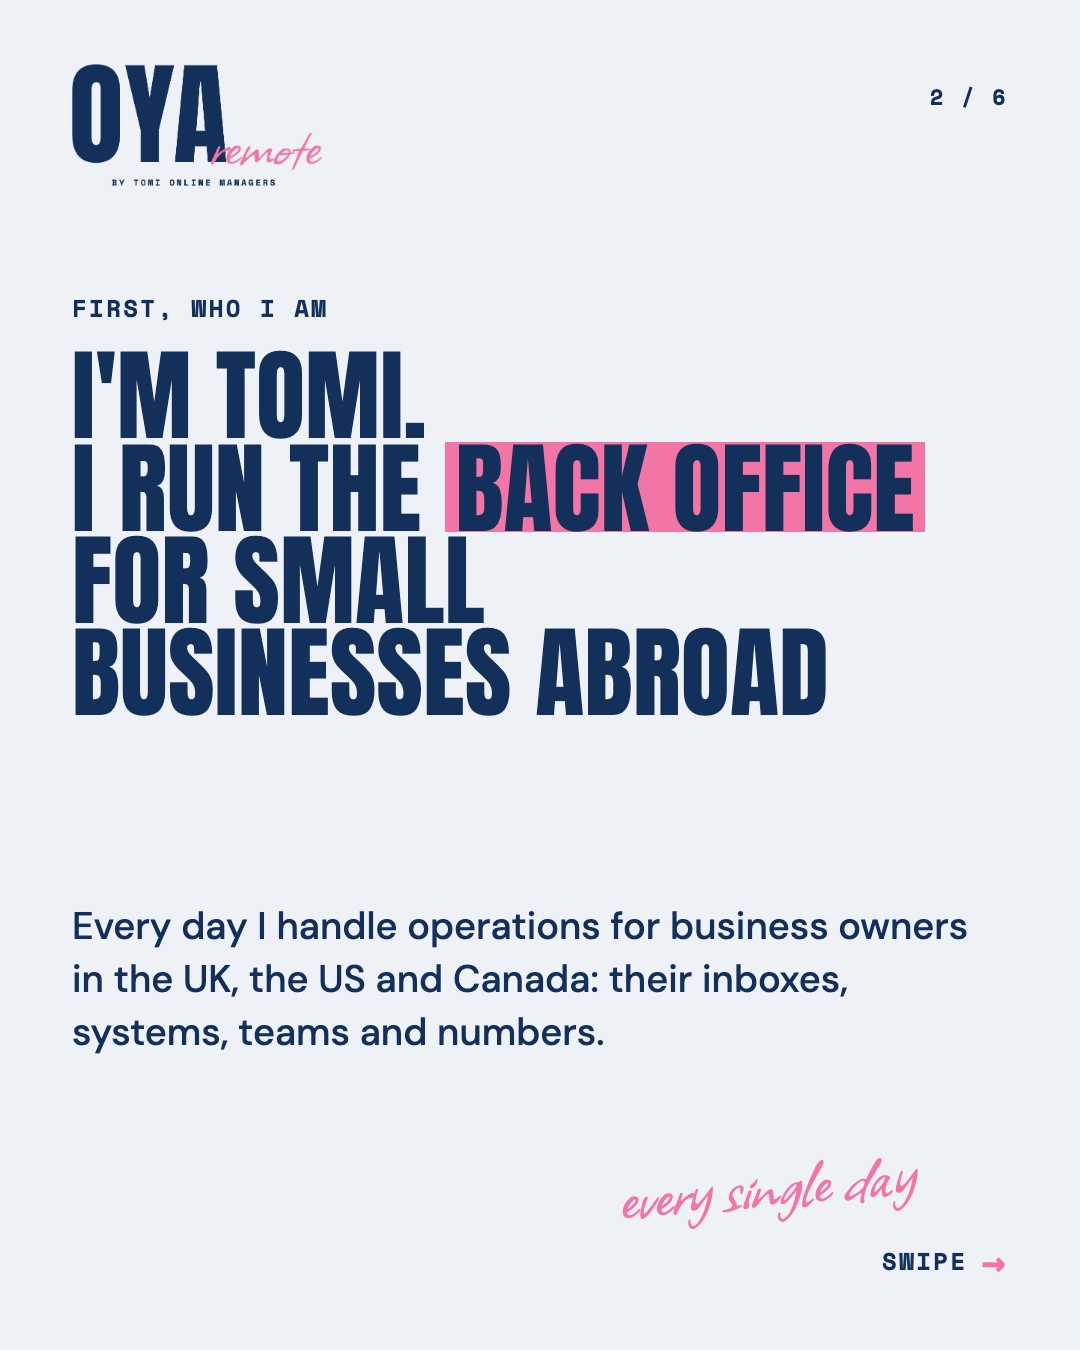 OYA
remote
BY TOMI ONLINE MANAGERS
2 / 6
FIRST, WHO I AM
I'M TOMI.
I RUN THE BACK OFFICE
FOR SMALL
BUSINESSES ABROAD
Every day I handle operations for business owners
in the UK, the US and Canada: their inboxes,
systems, teams and numbers.
every single day
SWIPE →